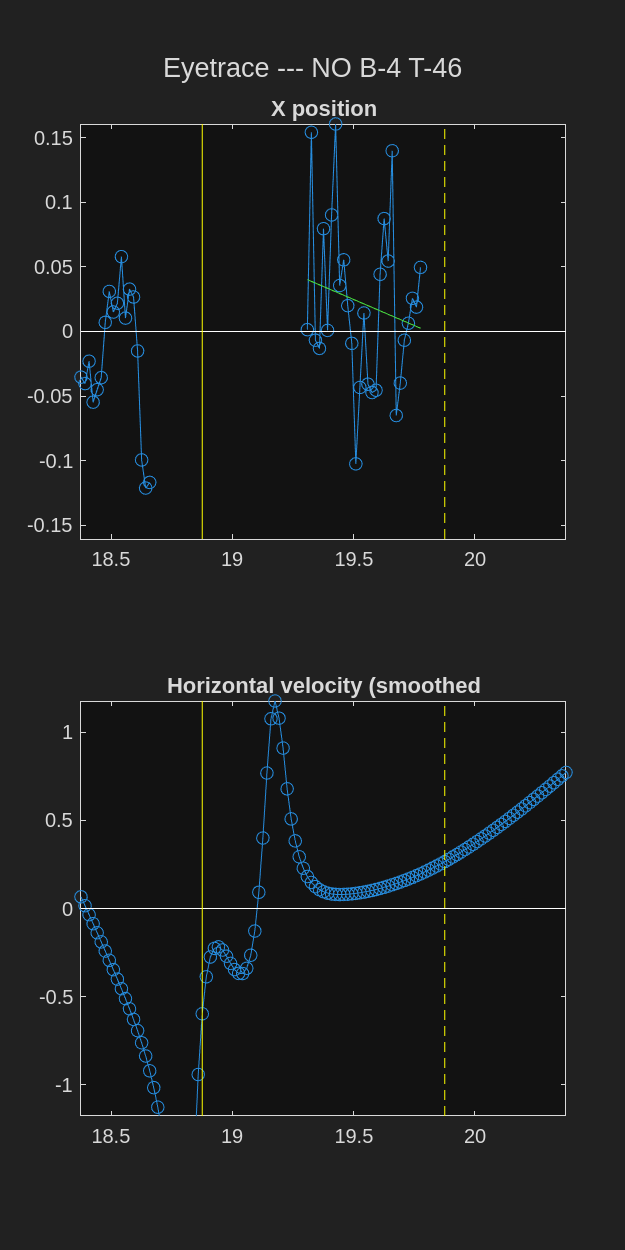 Eyetrace --- NO B-4 T-46
X position
0.15
0.1
0.05
0
-0.05
-0.1
-0.15
18.5 19 19.5 20
Horizontal velocity (smoothed
1
0.5
0
-0.5
-1
18.5 19 19.5 20